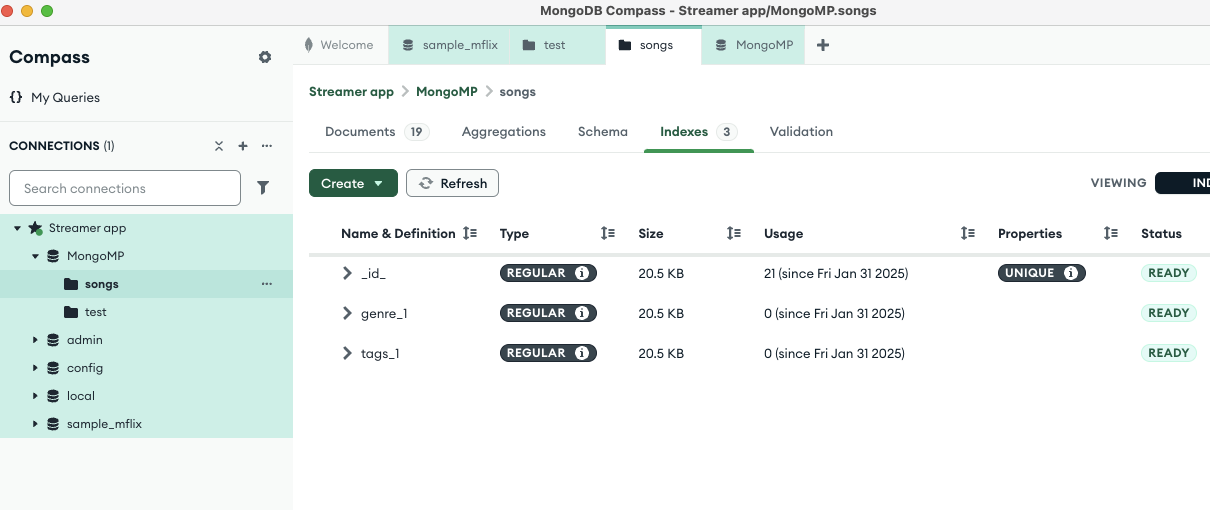 MongoDB Compass - Streamer app/MongoMP.songs
Compass
{} My Queries
CONNECTIONS (1)
Search connections
Streamer app
MongoMP
songs
test
admin
config
local
sample_mflix
Welcome sample_mflix test songs MongoMP
Streamer app > MongoMP > songs
Documents 19 Aggregations Schema Indexes 3 Validation
Create Refresh VIEWING IND
Name & Definition Type Size Usage Properties Status
_id_ REGULAR 20.5 KB 21 (since Fri Jan 31 2025) UNIQUE READY
genre_1 REGULAR 20.5 KB 0 (since Fri Jan 31 2025) READY
tags_1 REGULAR 20.5 KB 0 (since Fri Jan 31 2025) READY